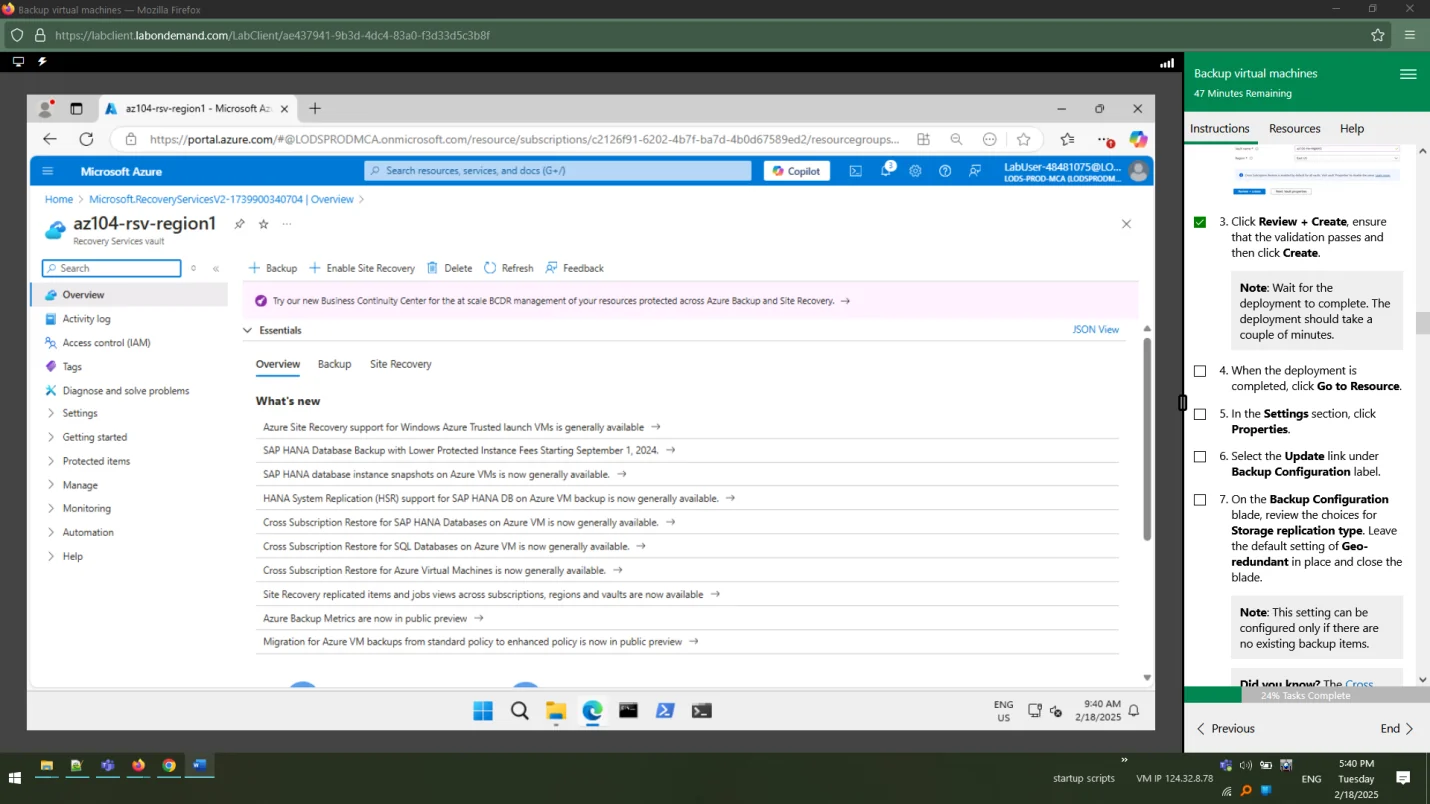 Backup virtual machines — Mozilla Firefox
https://labclient.labondemand.com/LabClient/ae437941-9b3d-4dc4-83a0-f3d33d5c3b8f
az104-rsv-region1 - Microsoft Az
https://portal.azure.com/#@LODSPRODMCA.onmicrosoft.com/resource/subscriptions/c2126f91-6202-4b7f-ba7d-4b0d67589ed2/resourcegroups...
Microsoft Azure
Search resources, services, and docs (G+/)
Copilot
3
LabUser-48481075@LO...
LODS-PROD-MCA (LODSPRODM...
Home > Microsoft.RecoveryServicesV2-1739900340704 | Overview >
az104-rsv-region1
Recovery Services vault
Search
Backup
Enable Site Recovery
Delete
Refresh
Feedback
Overview
Activity log
Access control (IAM)
Tags
Diagnose and solve problems
Settings
Getting started
Protected items
Manage
Monitoring
Automation
Help
Try our new Business Continuity Center for the at scale BCDR management of your resources protected across Azure Backup and Site Recovery. →
Essentials
JSON View
Overview
Backup
Site Recovery
What's new
Azure Site Recovery support for Windows Azure Trusted launch VMs is generally available →
SAP HANA Database Backup with Lower Protected Instance Fees Starting September 1, 2024. →
SAP HANA database instance snapshots on Azure VMs is now generally available. →
HANA System Replication (HSR) support for SAP HANA DB on Azure VM backup is now generally available. →
Cross Subscription Restore for SAP HANA Databases on Azure VM is now generally available. →
Cross Subscription Restore for SQL Databases on Azure VM is now generally available. →
Cross Subscription Restore for Azure Virtual Machines is now generally available. →
Site Recovery replicated items and jobs views across subscriptions, regions and vaults are now available →
Azure Backup Metrics are now in public preview →
Migration for Azure VM backups from standard policy to enhanced policy is now in public preview →
ENG
US
9:40 AM
2/18/2025
Backup virtual machines
47 Minutes Remaining
Instructions
Resources
Help
3. Click Review + Create, ensure
that the validation passes and
then click Create.
Note: Wait for the
deployment to complete. The
deployment should take a
couple of minutes.
4. When the deployment is
completed, click Go to Resource.
5. In the Settings section, click
Properties.
6. Select the Update link under
Backup Configuration label.
7. On the Backup Configuration
blade, review the choices for
Storage replication type. Leave
the default setting of Geo-
redundant in place and close the
blade.
Note: This setting can be
configured only if there are
no existing backup items.
Did you know? The Cross
24% Tasks Complete
Previous
End
startup scripts
VM IP 124.32.8.78
ENG
5:40 PM
Tuesday
2/18/2025